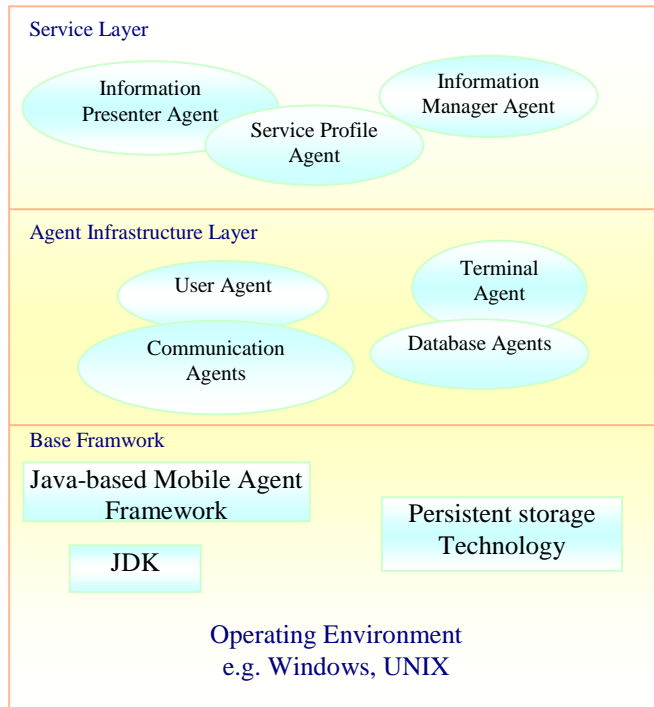 Service Layer
Information
Presenter Agent
Information
Manager Agent
Service Profile
Agent
Agent Infrastructure Layer
User Agent
Terminal
Agent
Communication
Agents
Database Agents
Base Framwork
Java-based Mobile Agent
Framework
Persistent storage
Technology
JDK
Operating Environment
e.g. Windows, UNIX